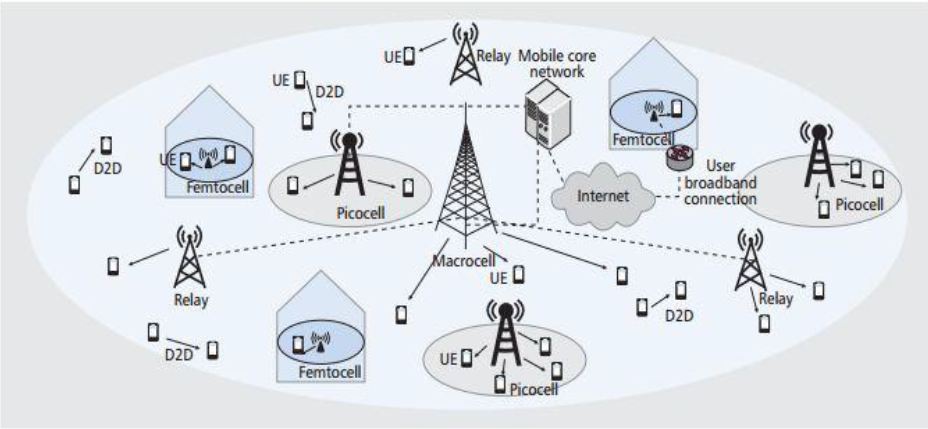 UE
Relay
Mobile core
network
UE
D2D
Femtocell
D2D
UE
Femtocell
Picocell
Internet
User
broadband
connection
Picocell
Macrocell
UE
Relay
Relay
D2D
D2D
Femtocell
UE
Picocell